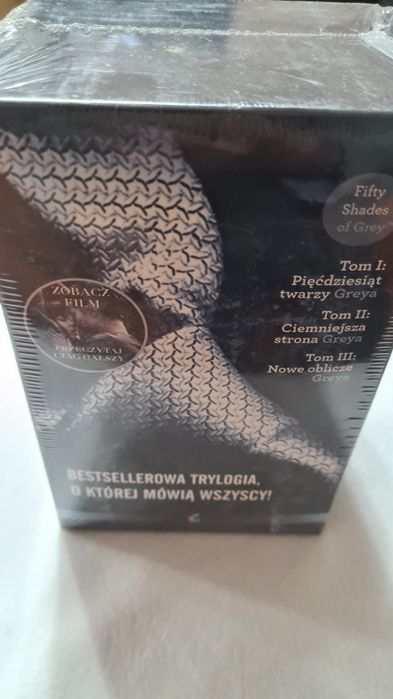 Fifty
Shades
of Grey
Tom I:
Pięćdziesiąt
twarzy Greya
Tom II:
Ciemniejsza
strona Greya
Tom III:
Nowe oblicze
Greya
ZOBACZ
FILM
PRZECZYTAJ
CIĄG DALSZY
BESTSELLEROWA TRYLOGIA,
O KTÓREJ MÓWIĄ WSZYSCY!